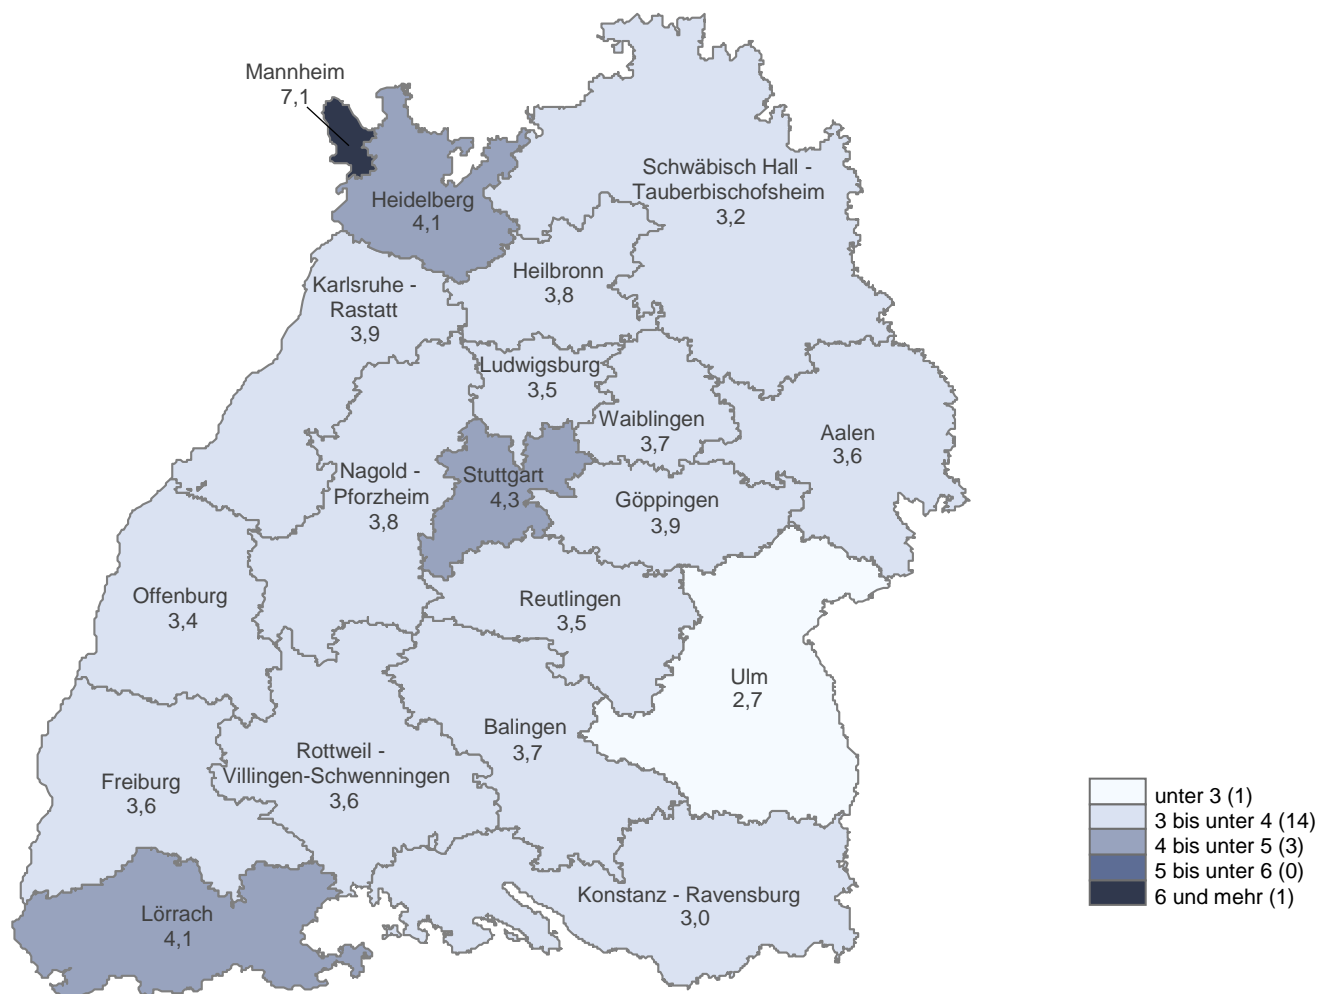 Mannheim
7,1
Schwäbisch Hall -
Tauberbischofsheim
3,2
Heidelberg
4,1
Heilbronn
3,8
Karlsruhe -
Rastatt
3,9
Ludwigsburg
3,5
Waiblingen
3,7
Aalen
3,6
Nagold -
Pforzheim
3,8
Stuttgart
4,3
Göppingen
3,9
Offenburg
3,4
Reutlingen
3,5
Ulm
2,7
Balingen
3,7
Rottweil -
Villingen-Schwenningen
3,6
Freiburg
3,6
Konstanz - Ravensburg
3,0
Lörrach
4,1
unter 3 (1)
3 bis unter 4 (14)
4 bis unter 5 (3)
5 bis unter 6 (0)
6 und mehr (1)